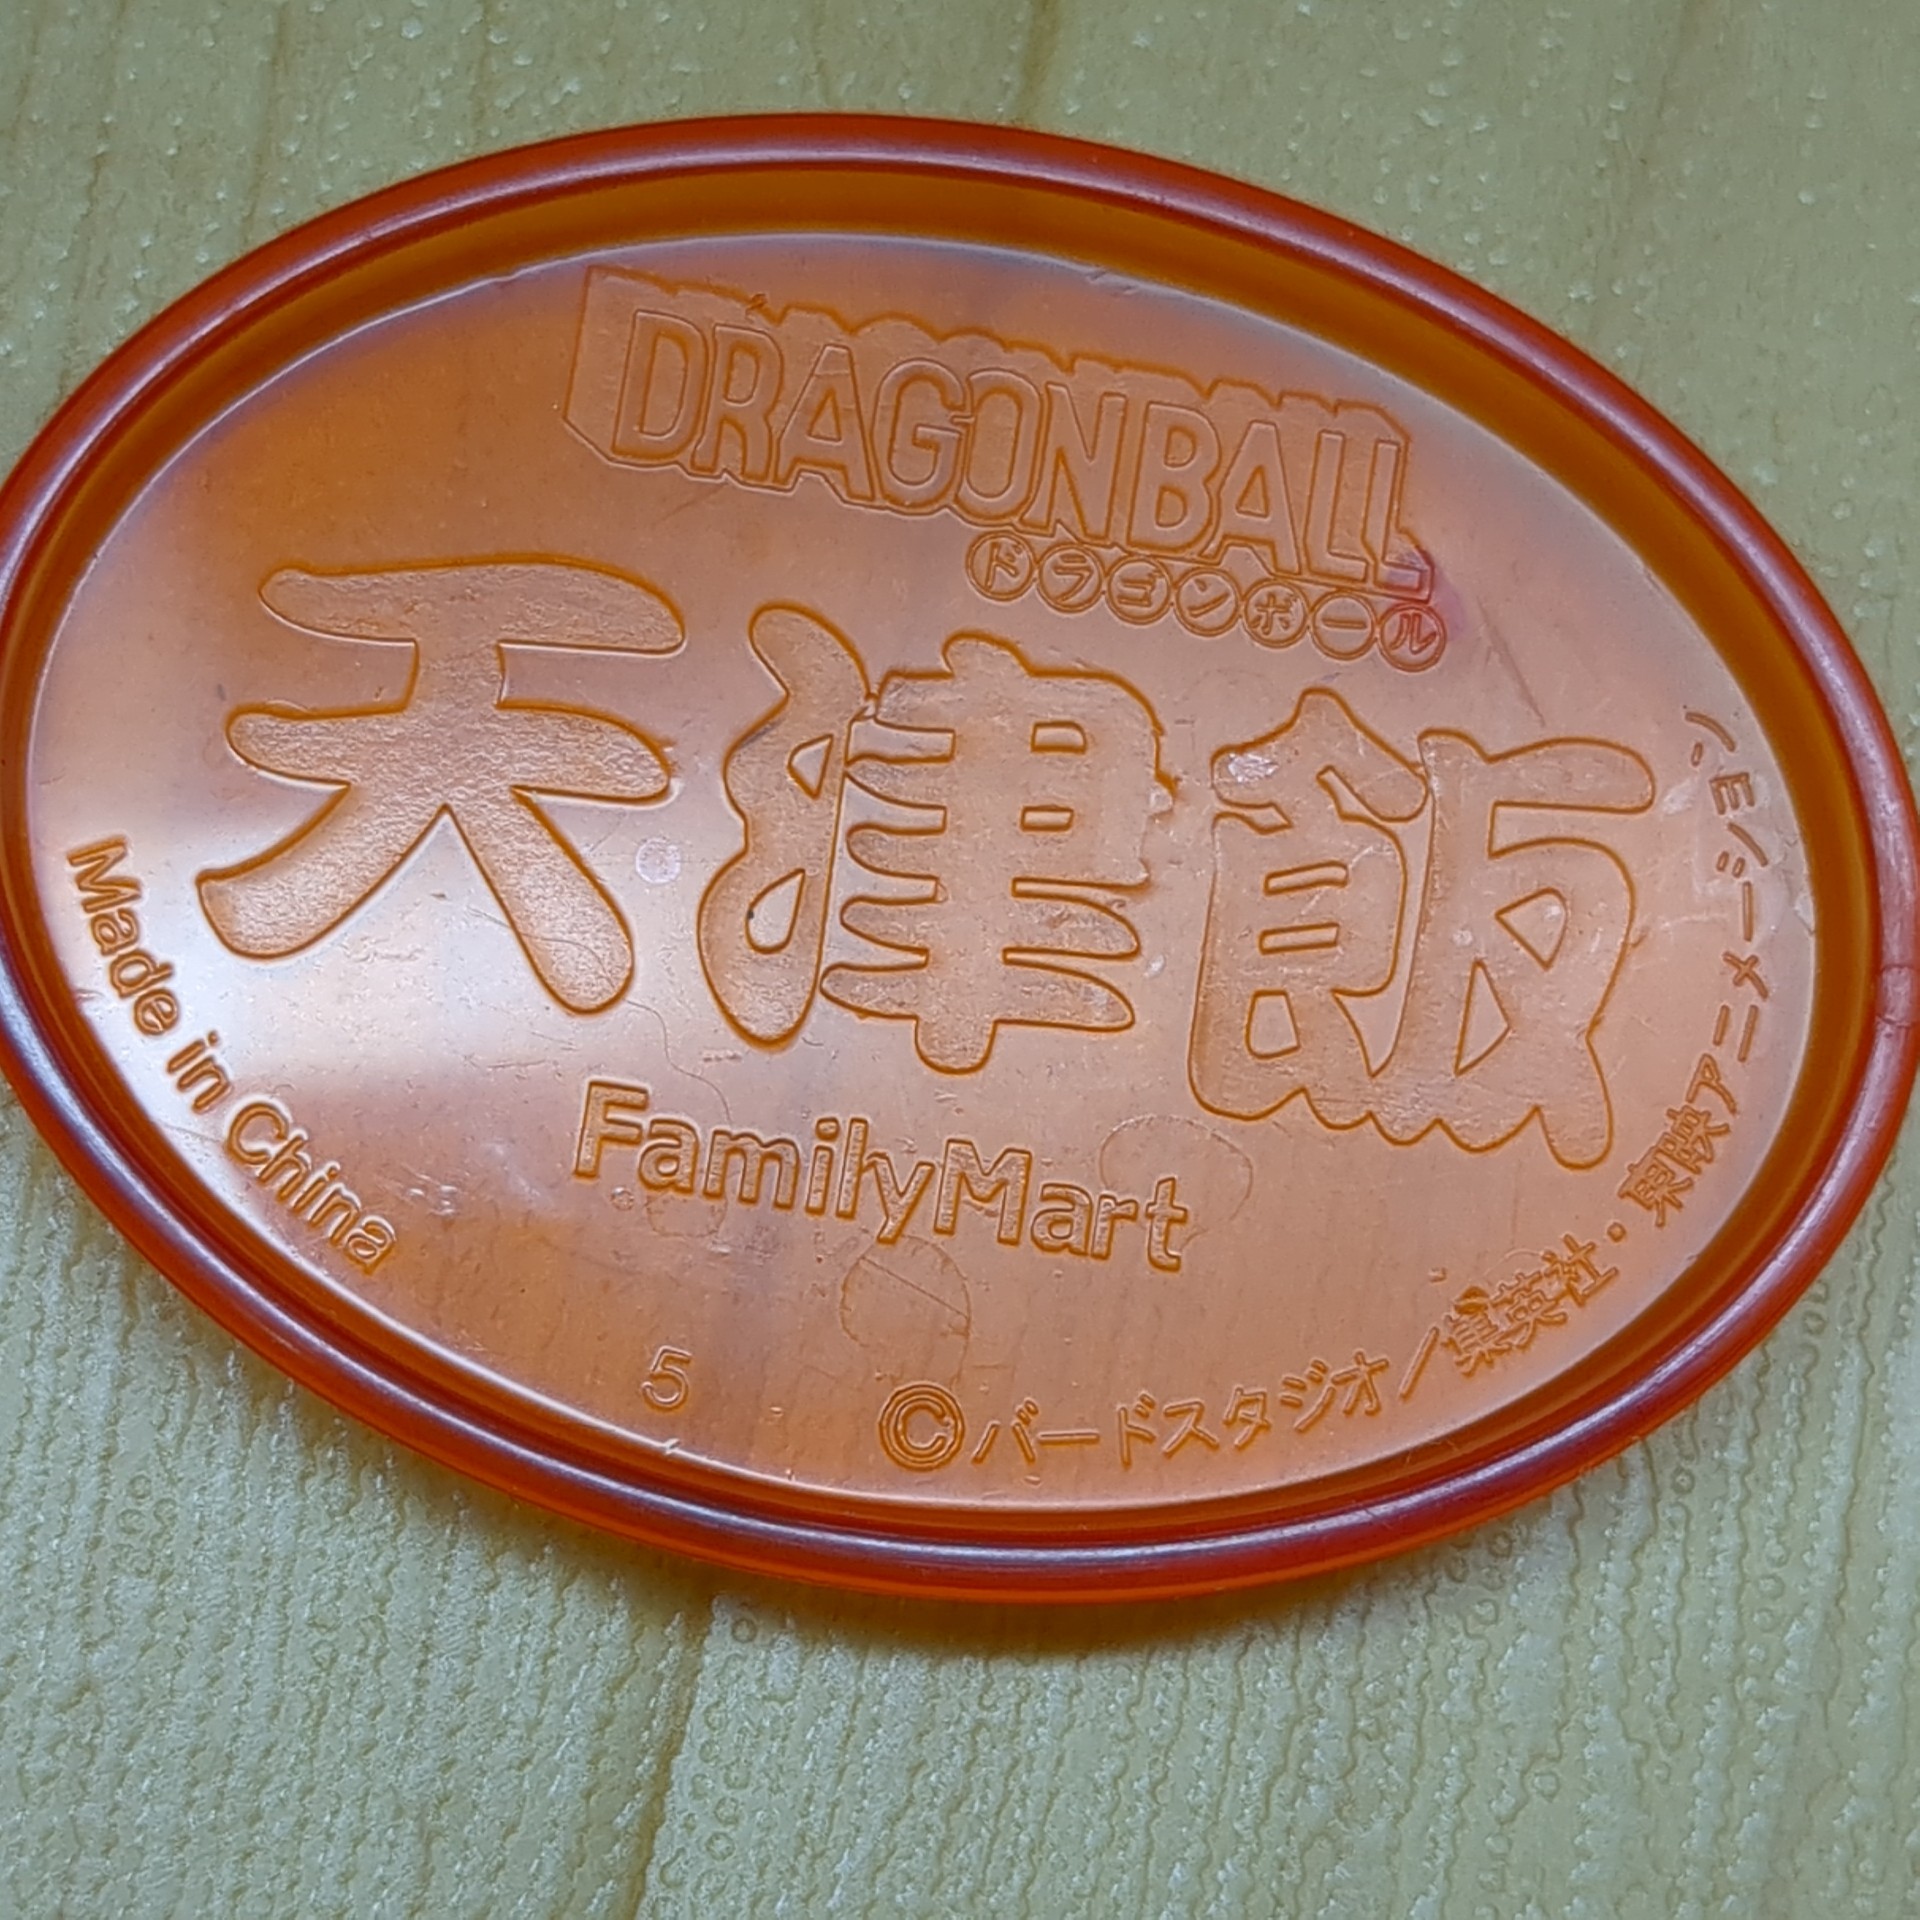 DRAGONBALL
ドラゴンボール
天津飯
FamilyMart
Made in China
5
©バードスタジオ/集英社・東映アニメーション